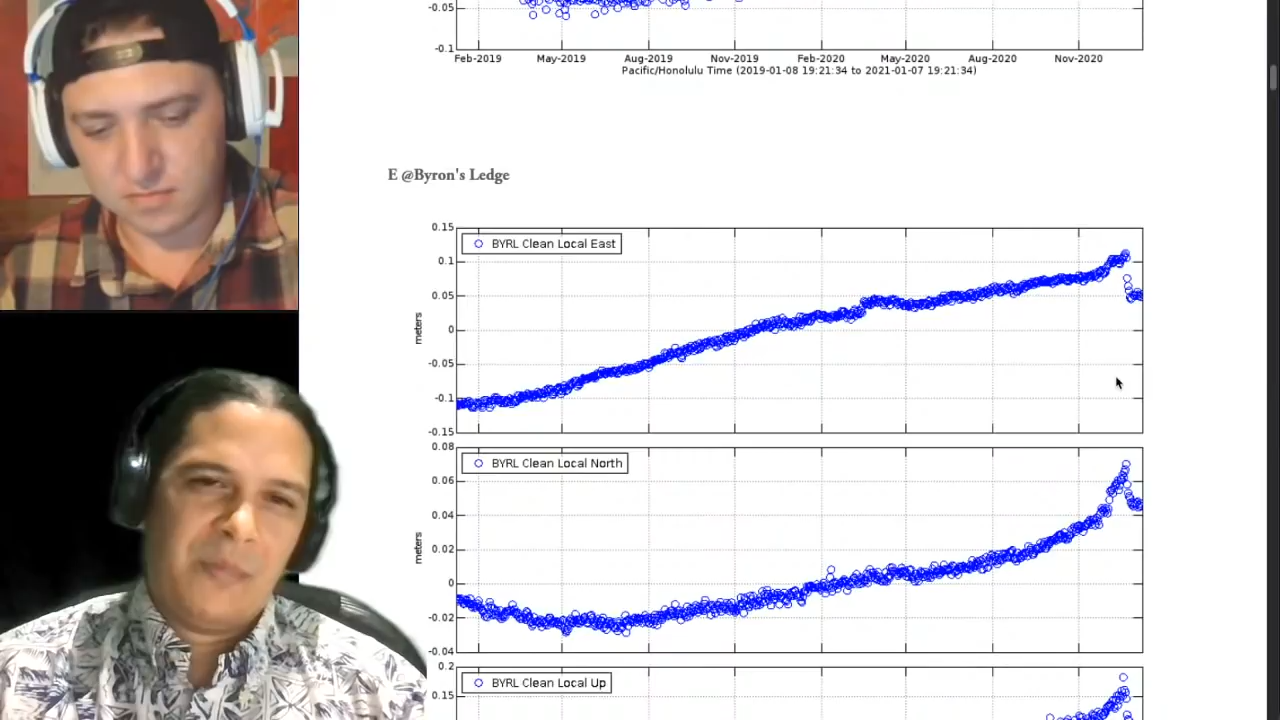 -0.05
-0.1
Feb-2019 May-2019 Aug-2019 Nov-2019 Feb-2020 May-2020 Aug-2020 Nov-2020
Pacific/Honolulu Time (2019-01-08 19:21:34 to 2021-01-07 19:21:34)
E @Byron's Ledge
0.15
BYRL Clean Local East
0.1
0.05
0
meters
-0.05
-0.1
-0.15
0.08
BYRL Clean Local North
0.06
0.04
meters
0.02
0
-0.02
-0.04
0.2
BYRL Clean Local Up
0.15